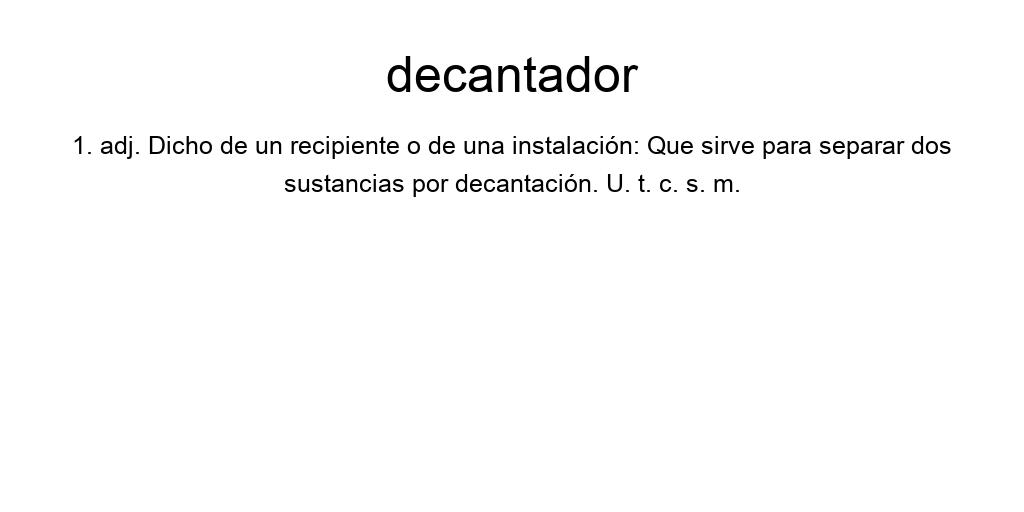 decantador
1. adj. Dicho de un recipiente o de una instalación: Que sirve para separar dos
sustancias por decantación. U. t. c. s. m.